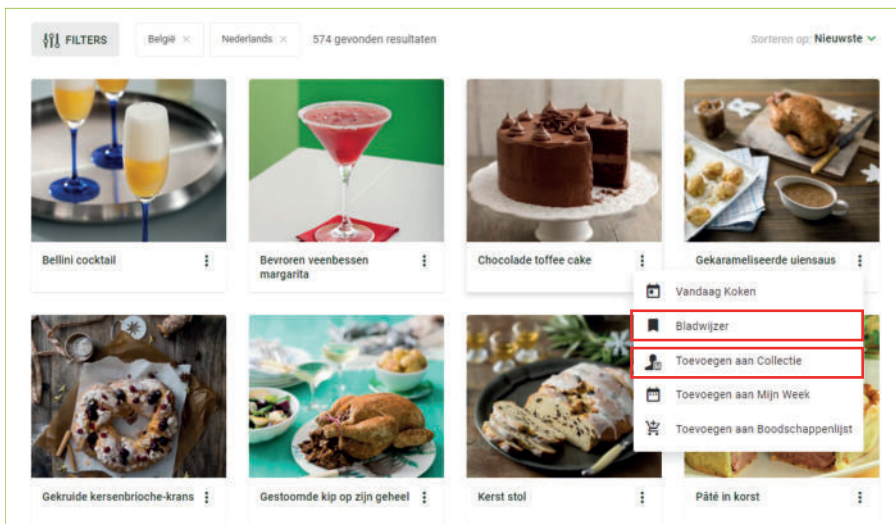 FILTERS
België ×
Nederlands ×
574 gevonden resultaten
Sorteren op: Nieuwste
Bellini cocktail
Bevroren veenbessen
margarita
Chocolade toffee cake
Gekarameliseerde uiensaus
Vandaag Koken
Bladwijzer
Toevoegen aan Collectie
Toevoegen aan Mijn Week
Toevoegen aan Boodschappenlijst
Gekruide kersenbrioche-krans
Gestoomde kip op zijn geheel
Kerst stol
Pâté in korst